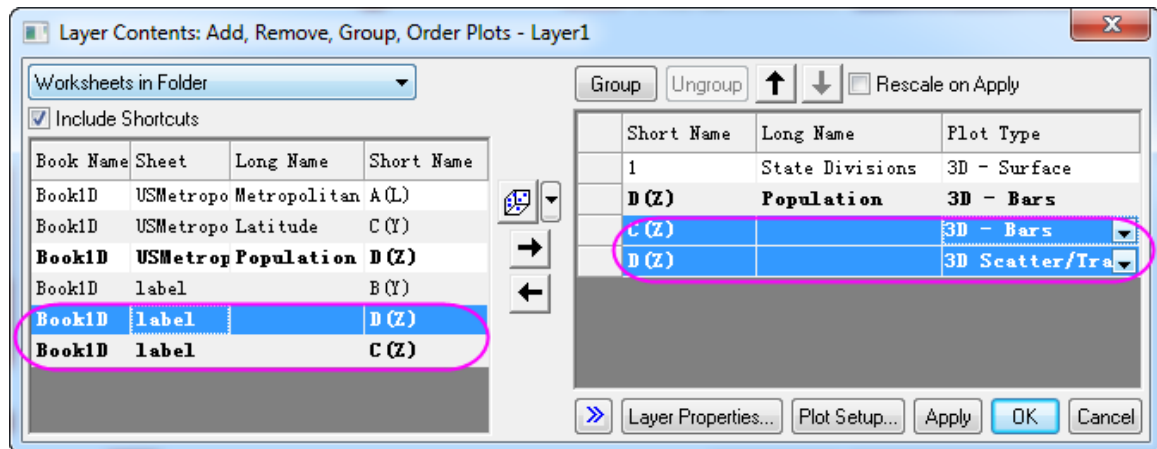 Layer Contents: Add, Remove, Group, Order Plots - Layer1
Worksheets in Folder
Group Ungroup Rescale on Apply
Include Shortcuts
Short Name Long Name Plot Type
Book Name Sheet Long Name Short Name
1 State Divisions 3D - Surface
Book1D USMetropo Metropolitan A(L)
D(Z) Population 3D - Bars
Book1D USMetropo Latitude C(Y)
C(Z) 3D - Bars
Book1D USMetrop Population D(Z)
D(Z) 3D Scatter/Tra
Book1D label B(Y)
Book1D label D(Z)
Book1D label C(Z)
Layer Properties... Plot Setup... Apply OK Cancel